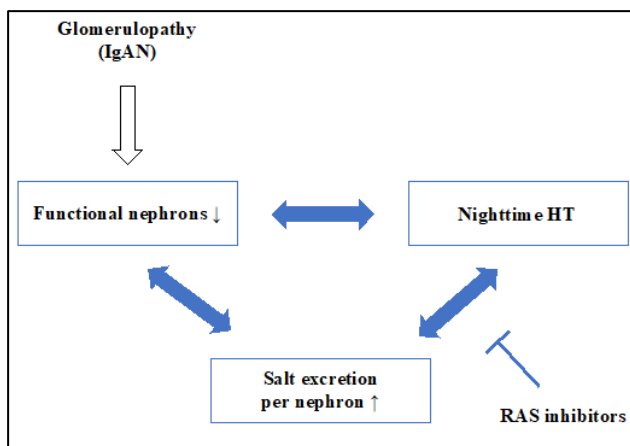 Glomerulopathy
(IgAN)
Functional nephrons ↓
Nighttime HT
Salt excretion
per nephron ↑
RAS inhibitors